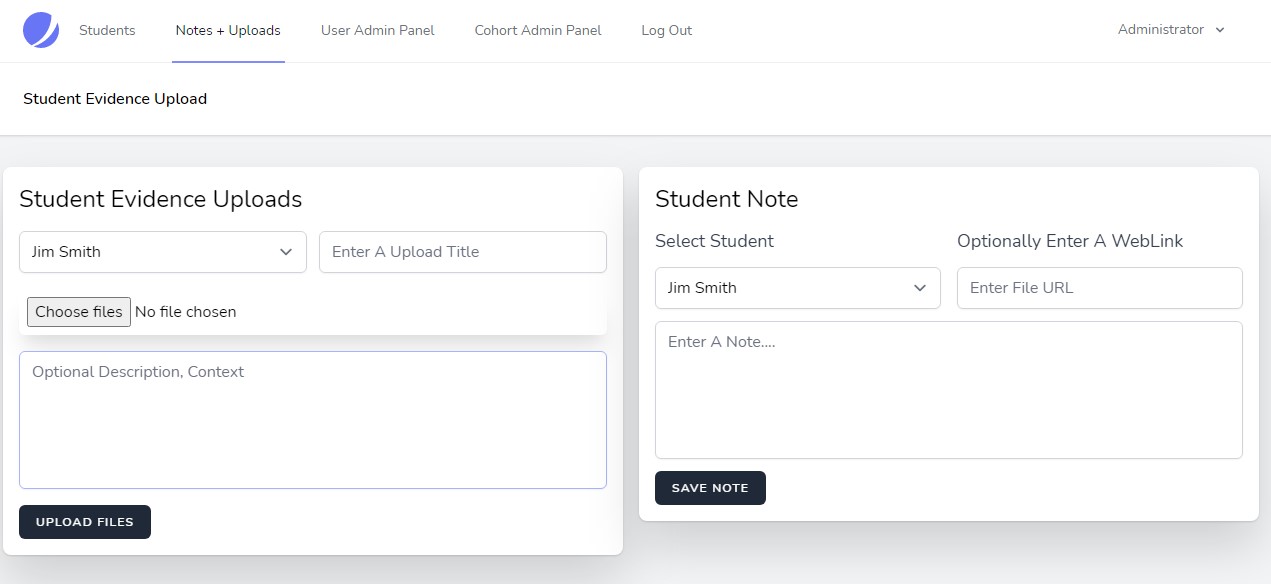 Students Notes + Uploads User Admin Panel Cohort Admin Panel Log Out Administrator
Student Evidence Upload
Student Evidence Uploads
Jim Smith Enter A Upload Title
Choose files No file chosen
Optional Description, Context
UPLOAD FILES
Student Note
Select Student Optionally Enter A WebLink
Jim Smith Enter File URL
Enter A Note....
SAVE NOTE